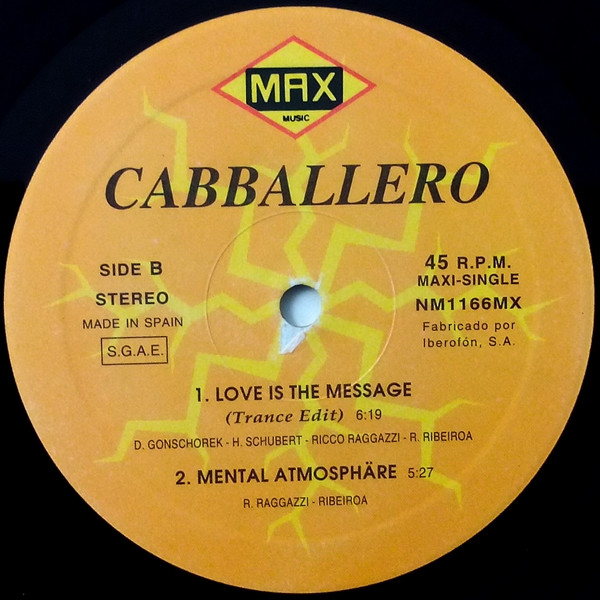 MAX
MUSIC
CABBALLERO
SIDE B
STEREO
MADE IN SPAIN
S.G.A.E.
45 R.P.M.
MAXI-SINGLE
NM1166MX
Fabricado por
Iberofón, S.A.
1. LOVE IS THE MESSAGE
(Trance Edit) 6:19
D. GONSCHOREK - H. SCHUBERT - RICCO RAGGAZZI - R. RIBEIROA
2. MENTAL ATMOSPHÄRE 5:27
R. RAGGAZZI - RIBEIROA